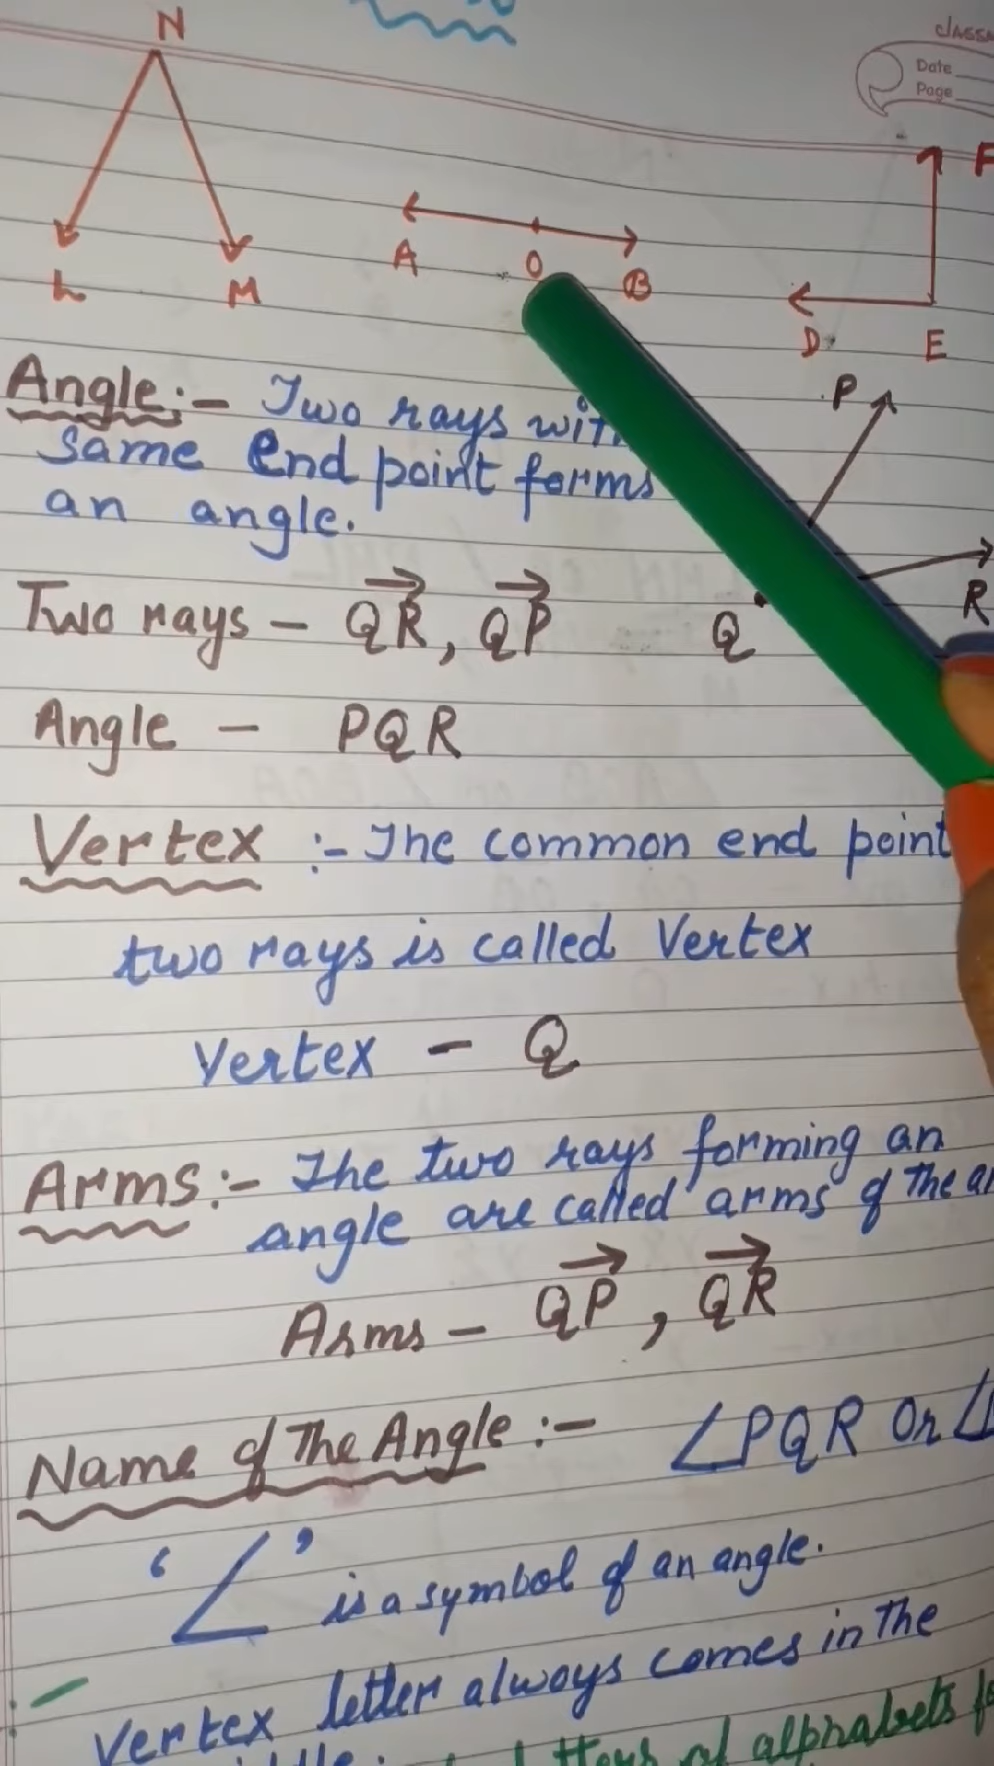 N
Date
Page
F
L
M
A
O
B
D
E
Angle :- Two rays
same end point forms
an angle.
P
R
Q
Two rays - QR, QP
Angle - PQR
Vertex :- The common end point
two rays is called Vertex
Vertex - Q
Arms :- The two rays forming an
angle are called arms of the
Arms - QP, QR
Name of The Angle :- ∠PQR Or ∠
'∠' is a symbol of an angle.
Vertex letter always comes in the
of alphabets